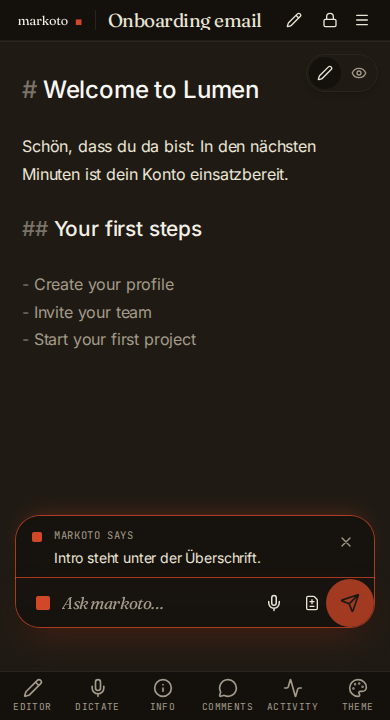 markoto
Onboarding email
# Welcome to Lumen
Schön, dass du da bist: In den nächsten
Minuten ist dein Konto einsatzbereit.
## Your first steps
- Create your profile
- Invite your team
- Start your first project
MARKOTO SAYS
Intro steht unter der Überschrift.
Ask markoto...
EDITOR DICTATE INFO COMMENTS ACTIVITY THEME